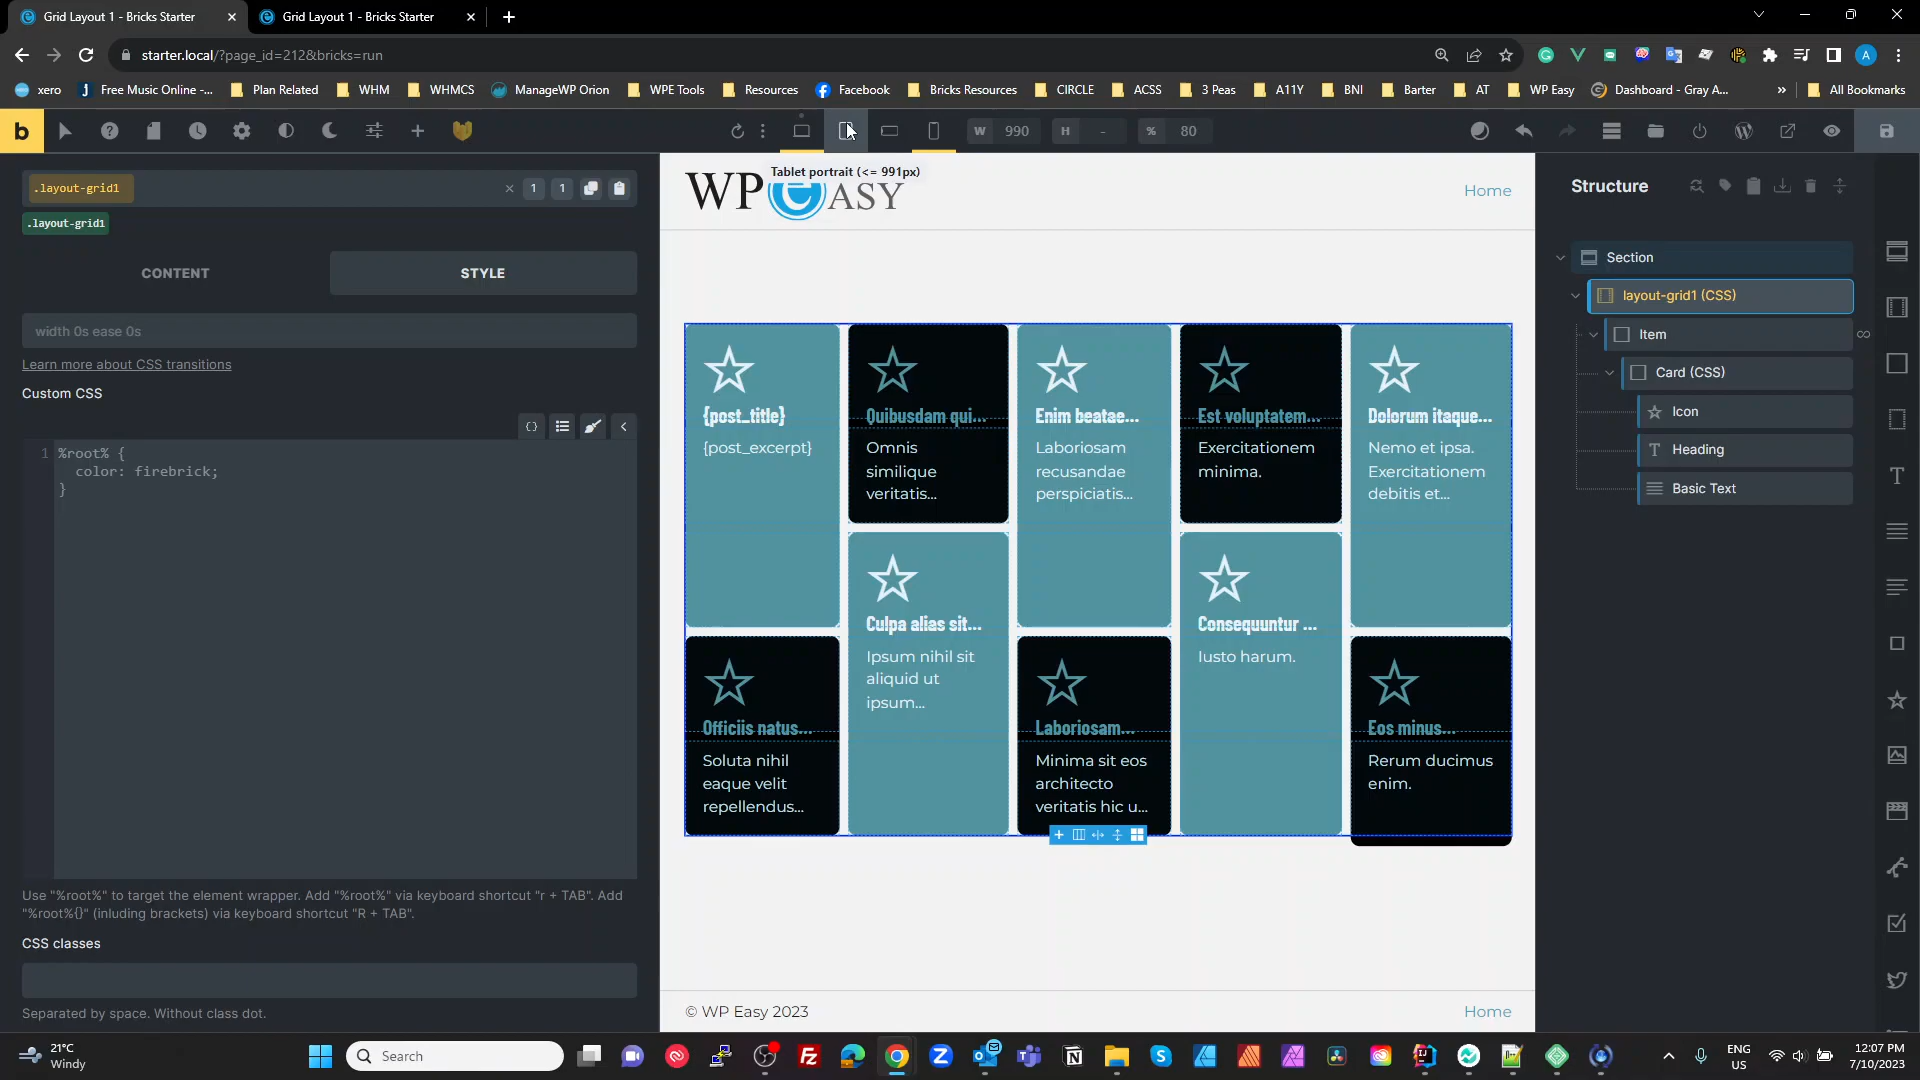 Grid Layout 1 - Bricks Starter
Grid Layout 1 - Bricks Starter
starter.local/?page_id=212&bricks=run
xero
Free Music Online -...
Plan Related
WHM
WHMCS
ManageWP Orion
WPE Tools
Resources
Facebook
Bricks Resources
CIRCLE
ACSS
3 Peas
A11Y
BNI
Barter
AT
WP Easy
Dashboard - Gray A...
All Bookmarks
b
W 990
H -
% 80
.layout-grid1
1 1
.layout-grid1
CONTENT
STYLE
width 0s ease 0s
Learn more about CSS transitions
Custom CSS
1 %root% {
color: firebrick;
}
Use "%root%" to target the element wrapper. Add "%root%" via keyboard shortcut "r + TAB". Add
"%root%{}" (inluding brackets) via keyboard shortcut "R + TAB".
CSS classes
Separated by space. Without class dot.
Tablet portrait (<= 991px)
WP eASY
Home
{post_title}
{post_excerpt}
Quibusdam qui...
Omnis
similique
veritatis...
Enim beatae...
Laboriosam
recusandae
perspiciatis...
Est voluptatem...
Exercitationem
minima.
Dolorum itaque...
Nemo et ipsa.
Exercitationem
debitis et...
Culpa alias sit...
Ipsum nihil sit
aliquid ut
ipsum...
Consequuntur ...
Iusto harum.
Officiis natus...
Soluta nihil
eaque velit
repellendus...
Laboriosam...
Minima sit eos
architecto
veritatis hic u...
Eos minus...
Rerum ducimus
enim.
© WP Easy 2023
Home
Structure
Section
layout-grid1 (CSS)
Item
Card (CSS)
Icon
Heading
Basic Text
21°C
Windy
Search
ENG
US
12:07 PM
7/10/2023